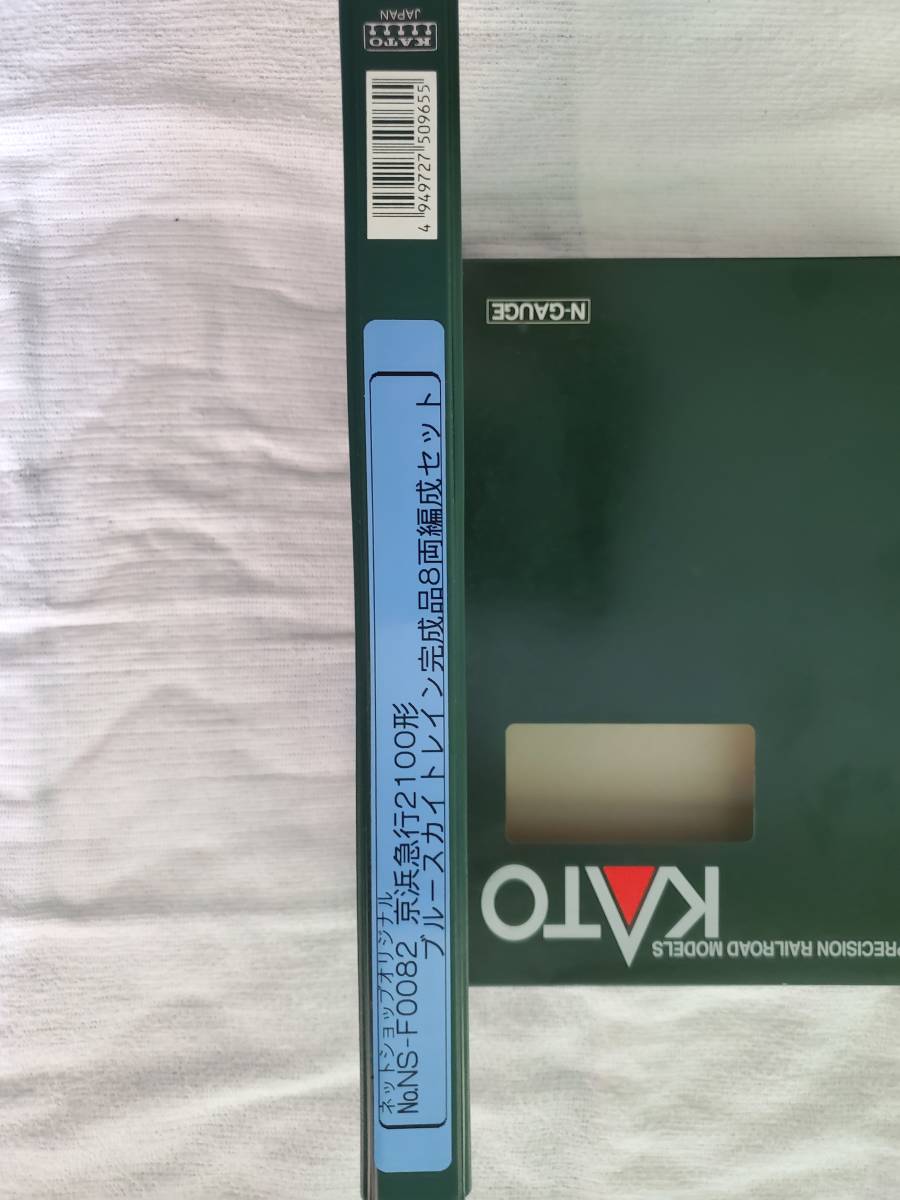 KATO
JAPAN
4 949727 509655
ネットショップオリジナル
No.NS-F0082 京浜急行2100形
ブルースカイトレイン完成品8両編成セット
N-GAUGE
KATO
PRECISION RAILROAD MODELS